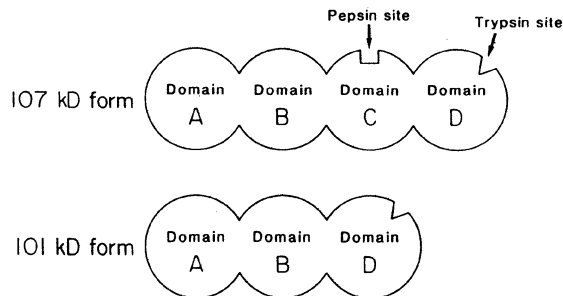 Pepsin site
Trypsin site
107 kD form
Domain Domain Domain Domain
A B C D
101 kD form
Domain Domain Domain
A B D